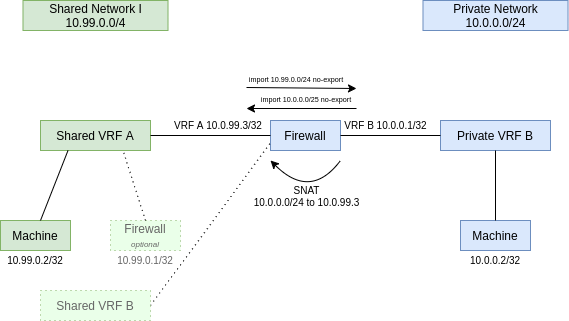 Shared Network I
10.99.0.0/4
Private Network
10.0.0.0/24
import 10.99.0.0/24 no-export
import 10.0.0.0/25 no-export
Shared VRF A
VRF A 10.0.99.3/32
Firewall
VRF B 10.0.0.1/32
Private VRF B
SNAT
10.0.0.0/24 to 10.0.99.3
Machine
10.99.0.2/32
Firewall
optional
10.99.0.1/32
Machine
10.0.0.2/32
Shared VRF B